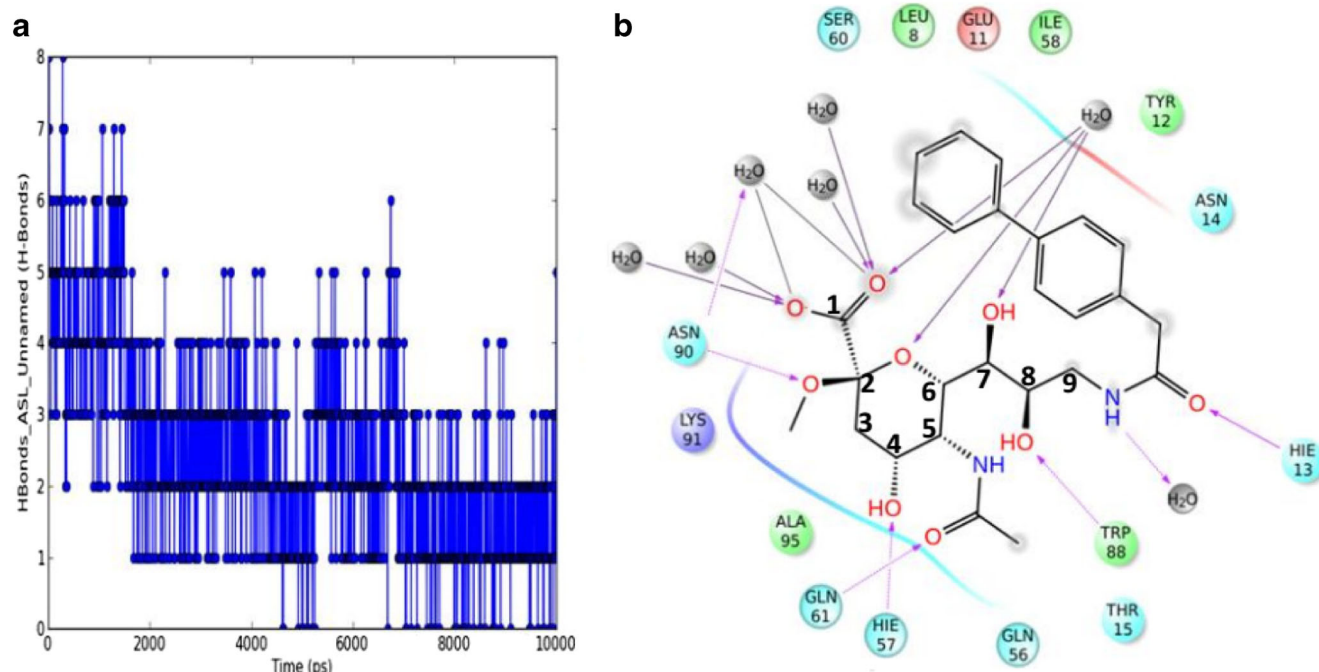 a
8
7
6
5
4
3
2
1
0
HBonds_ASL_Unnamed (H-Bonds)
0 2000 4000 6000 8000 10000
Time (ps)
b
SER 60
LEU 8
GLU 11
ILE 58
TYR 12
ASN 14
H₂O
H₂O
H₂O
H₂O
H₂O
H₂O
ASN 90
LYS 91
ALA 95
GLN 61
HIE 57
GLN 56
THR 15
TRP 88
HIE 13
H₂O
O-
1
O
O
O
2
3
4
5
6
7
8
9
OH
HO
HO
NH
O
N
H
O